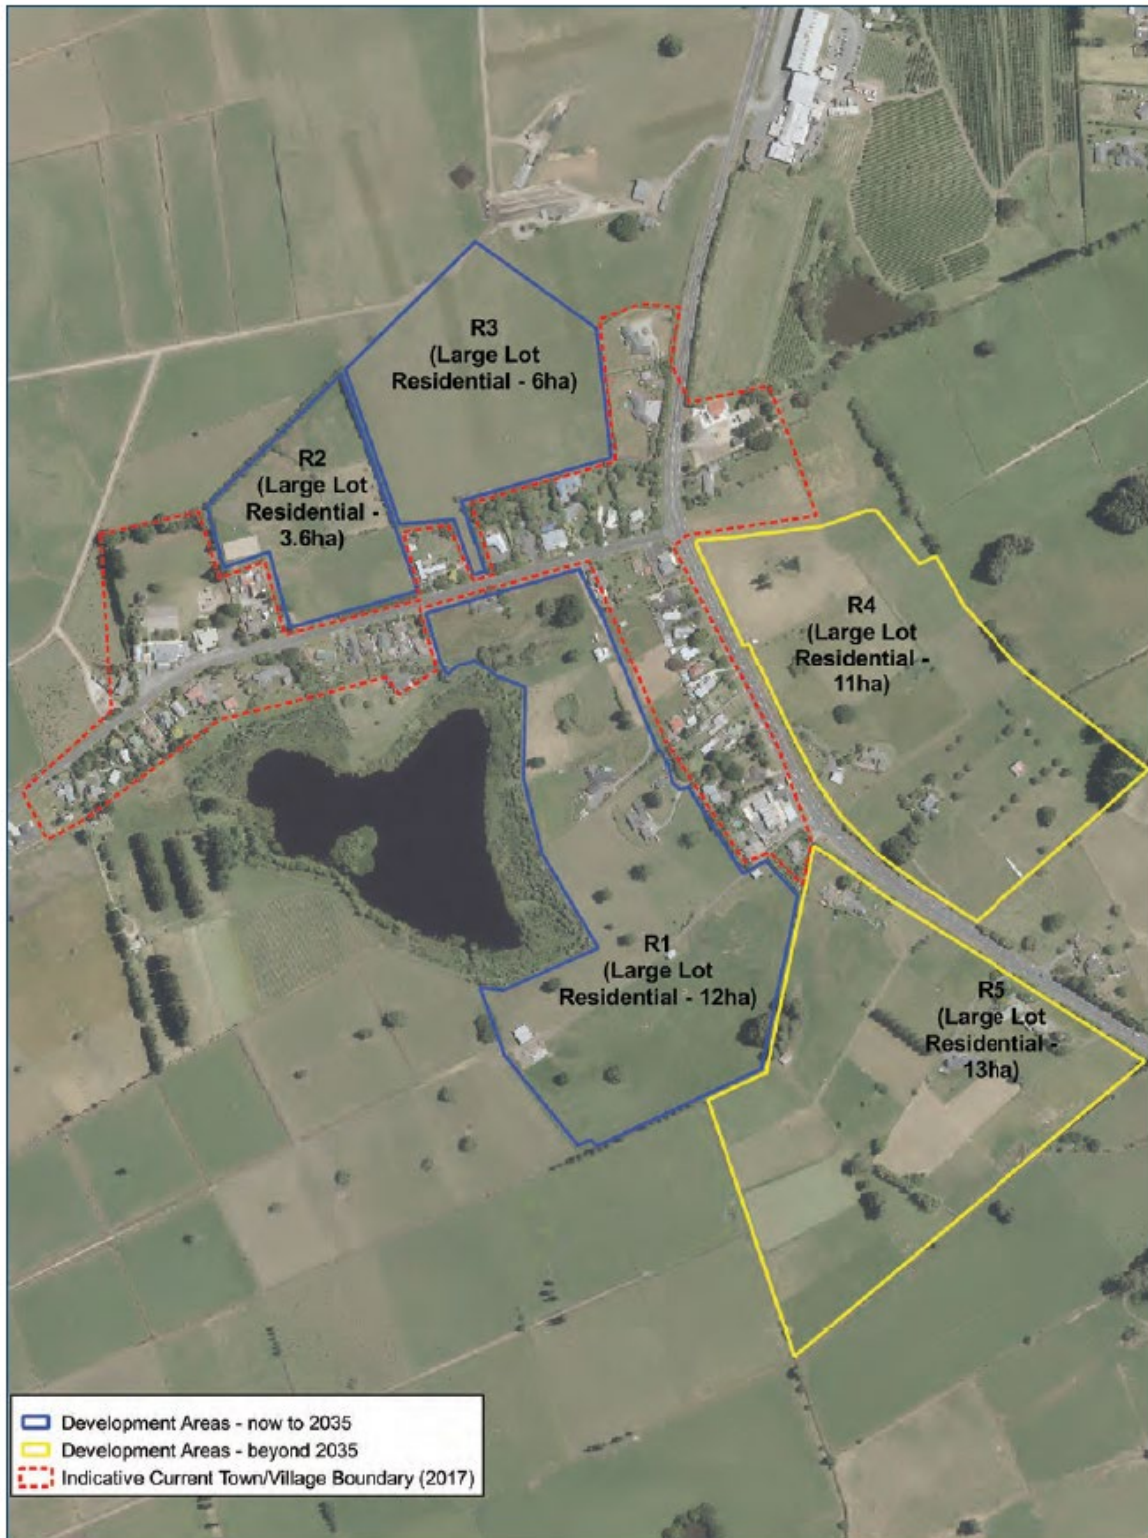 R3
(Large Lot
Residential - 6ha)
R2
(Large Lot
Residential -
3.6ha)
R4
(Large Lot
Residential -
11ha)
R1
(Large Lot
Residential - 12ha)
R5
(Large Lot
Residential -
13ha)
Development Areas - now to 2035
Development Areas - beyond 2035
Indicative Current Town/Village Boundary (2017)